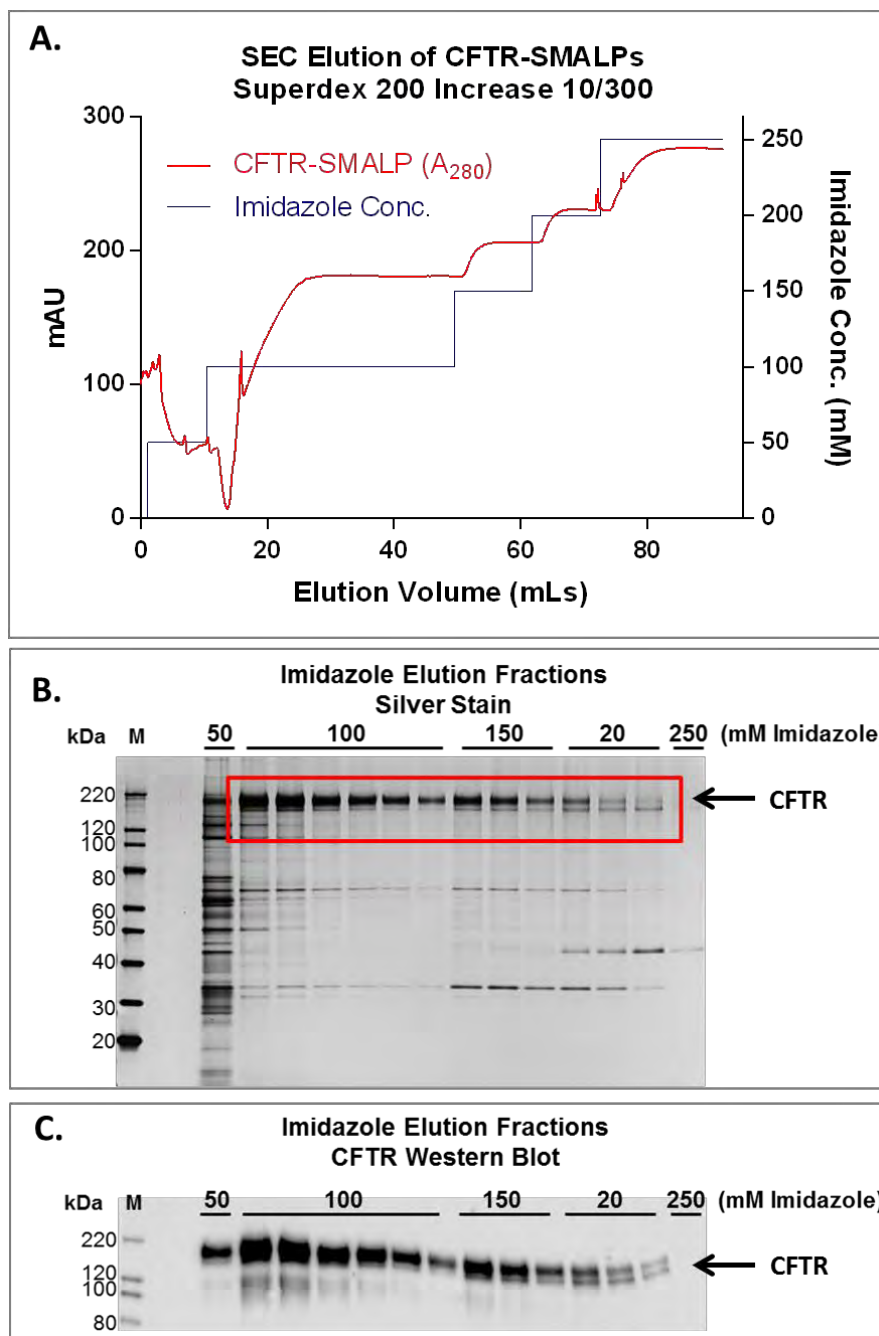 A.
SEC Elution of CFTR-SMALPs
Superdex 200 Increase 10/300
300
200
100
0
mAU
CFTR-SMALP (A280)
Imidazole Conc.
250
200
150
100
50
0
Imidazole Conc. (mM)
0 20 40 60 80
Elution Volume (mLs)
B.
Imidazole Elution Fractions
Silver Stain
kDa M 50 100 150 20 250 (mM Imidazole
220
120
100
80
60
50
40
30
20
CFTR
C.
Imidazole Elution Fractions
CFTR Western Blot
kDa M 50 100 150 20 250 (mM Imidazole)
220
120
100
80
CFTR